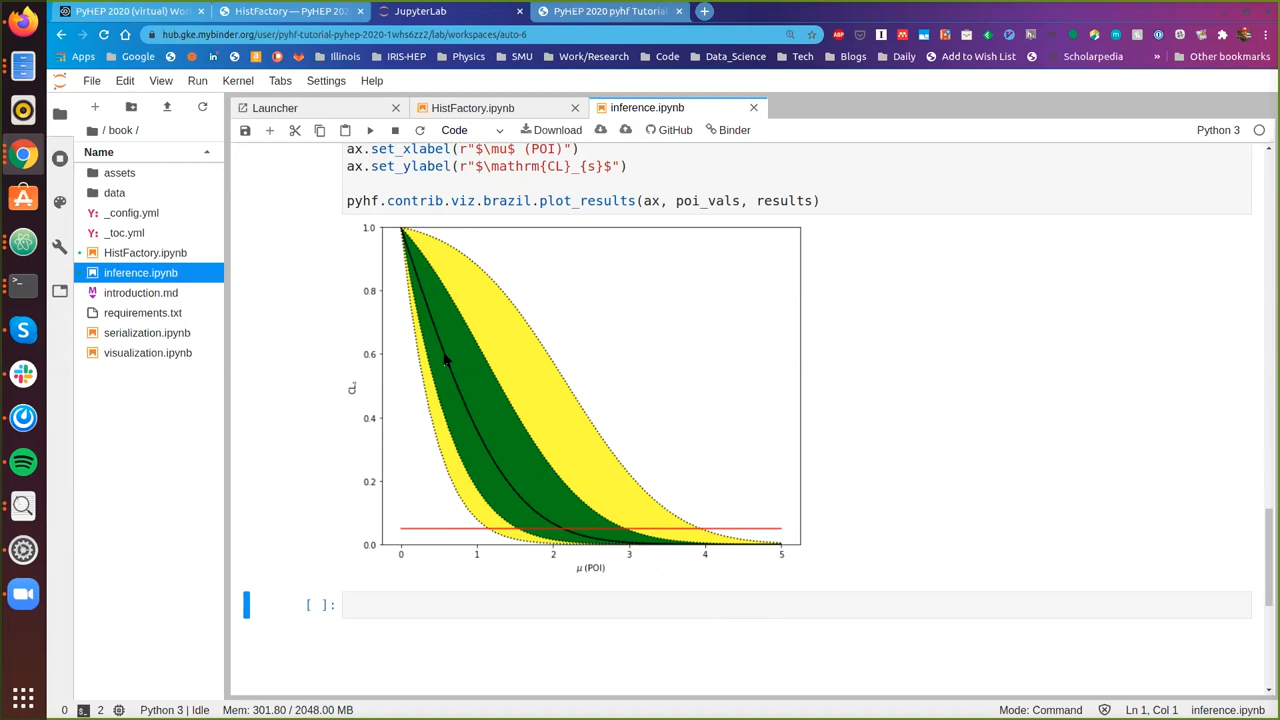 PyHEP 2020 (virtual) Wor
HistFactory — PyHEP 202
JupyterLab
PyHEP 2020 pyhf Tutorial
hub.gke.mybinder.org/user/pyhf-tutorial-pyhep-2020-1whs6zz2/lab/workspaces/auto-6
Apps
Google
Illinois
IRIS-HEP
Physics
SMU
Work/Research
Code
Data_Science
Tech
Blogs
Daily
Add to Wish List
Scholarpedia
»
Other bookmarks
File Edit View Run Kernel Tabs Settings Help
Launcher
HistFactory.ipynb
inference.ipynb
/ book /
Code
Download
GitHub
Binder
Python 3
Name
assets
data
_config.yml
_toc.yml
HistFactory.ipynb
inference.ipynb
introduction.md
requirements.txt
serialization.ipynb
visualization.ipynb
ax.set_xlabel(r"$\mu$ (POI)")
ax.set_ylabel(r"$\mathrm{CL}_{s}$")
pyhf.contrib.viz.brazil.plot_results(ax, poi_vals, results)
1.0
0.8
0.6
0.4
0.2
0.0
CLs
0 1 2 3 4 5
μ (POI)
[ ]:
0
2
Python 3 | Idle
Mem: 301.80 / 2048.00 MB
Mode: Command
Ln 1, Col 1
inference.ipynb